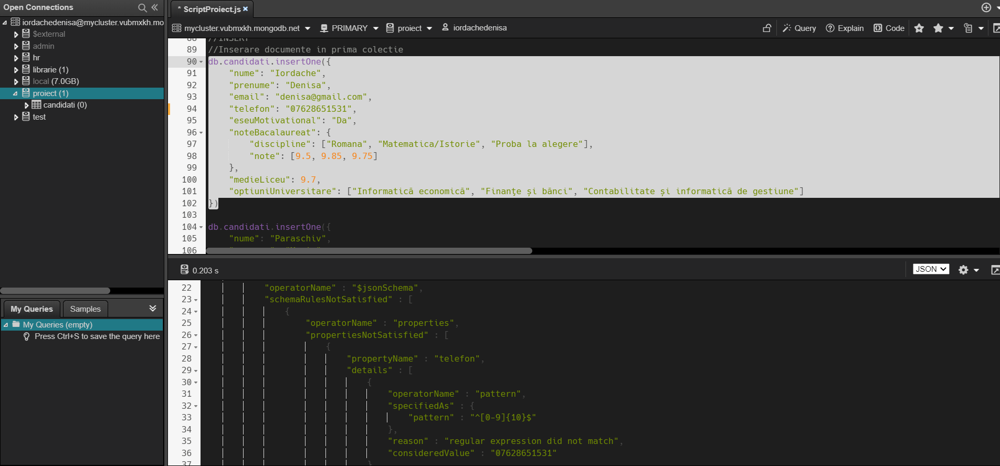 Open Connections
iordachedenisa@mycluster.vubmxkh.mo
$external
admin
hr
librarie (1)
local (7.0GB)
proiect (1)
candidati (0)
test
My Queries
Samples
My Queries (empty)
Press Ctrl+S to save the query here
* ScriptProiect.js
mycluster.vubmxkh.mongodb.net
PRIMARY
proiect
iordachedenisa
Query
Explain
Code
88 //INSERT
89 //Inserare documente in prima colectie
90 db.candidati.insertOne({
91 "nume": "Iordache",
92 "prenume": "Denisa",
93 "email": "denisa@gmail.com",
94 "telefon": "07628651531",
95 "eseuMotivational": "Da",
96 "noteBacalaureat": {
97 "discipline": ["Romana", "Matematica/Istorie", "Proba la alegere"],
98 "note": [9.5, 9.85, 9.75]
99 },
100 "medieLiceu": 9.7,
101 "optiuniUniversitare": ["Informatică economică", "Finanțe și bănci", "Contabilitate și informatică de gestiune"]
102 })
103
104 db.candidati.insertOne({
105 "nume": "Paraschiv",
106
0.203 s
JSON
22 "operatorName" : "$jsonSchema",
23 "schemaRulesNotSatisfied" : [
24 {
25 "operatorName" : "properties",
26 "propertiesNotSatisfied" : [
27 {
28 "propertyName" : "telefon",
29 "details" : [
30 {
31 "operatorName" : "pattern",
32 "specifiedAs" : {
33 "pattern" : "^[0-9]{10}$"
34 },
35 "reason" : "regular expression did not match",
36 "consideredValue" : "07628651531"
37 }